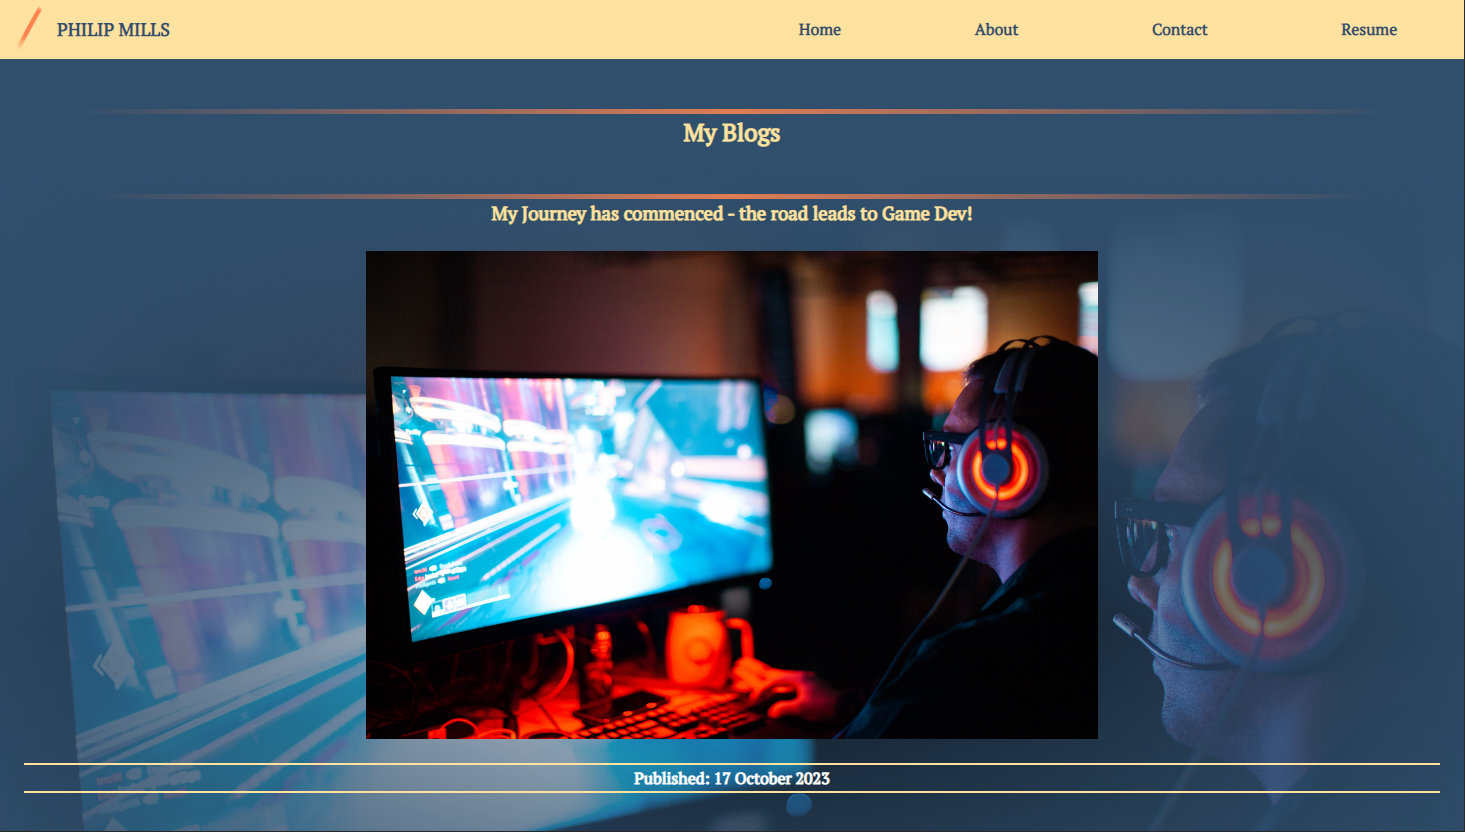 PHILIP MILLS
Home
About
Contact
Resume
My Blogs
My Journey has commenced - the road leads to Game Dev!
Published: 17 October 2023